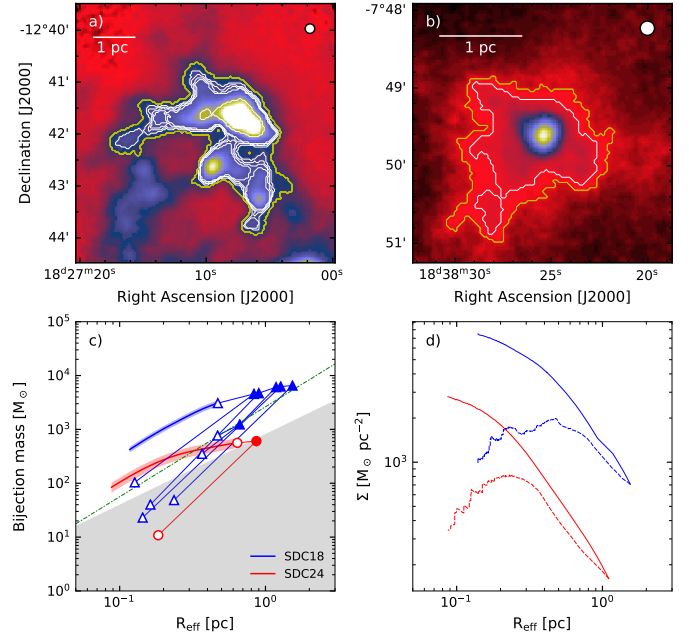 a)
1 pc
-12°40'
41'
42'
43'
44'
18ᵈ27ᵐ20ˢ
10ˢ
00ˢ
Right Ascension [J2000]
Declination [J2000]
b)
1 pc
-7°48'
49'
50'
51'
18ᵈ38ᵐ30ˢ
25ˢ
20ˢ
Right Ascension [J2000]
c)
10⁵
10⁴
10³
10²
10¹
10⁰
Bijection mass [M⊙]
SDC18
SDC24
10⁻¹
10⁰
R_eff [pc]
d)
10³
Σ [M⊙ pc⁻²]
10⁻¹
10⁰
R_eff [pc]